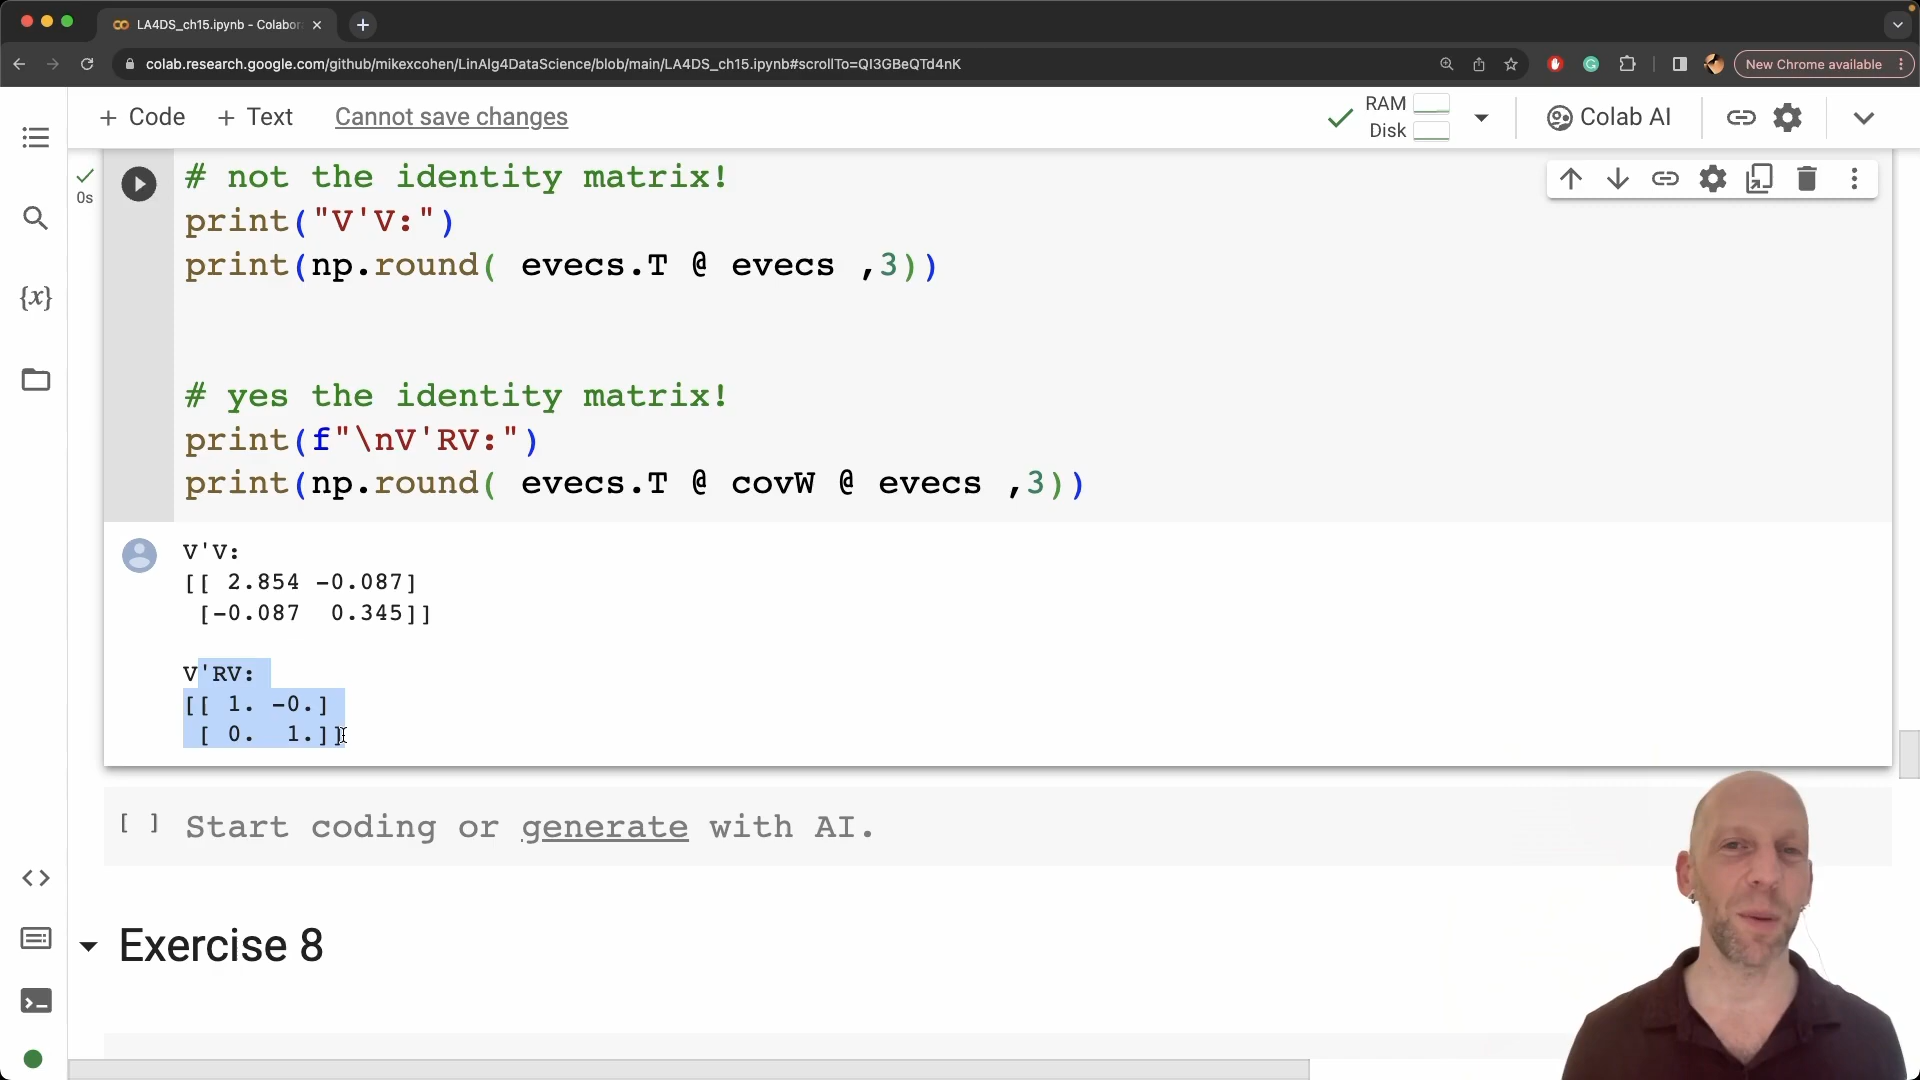 LA4DS_ch15.ipynb - Colabor
colab.research.google.com/github/mikexcohen/LinAlg4DataScience/blob/main/LA4DS_ch15.ipynb#scrollTo=QI3GBeQTd4nK
New Chrome available
+ Code + Text Cannot save changes
RAM
Disk
Colab AI
0s
# not the identity matrix!
print("V'V:")
print(np.round( evecs.T @ evecs ,3))
# yes the identity matrix!
print(f"\nV'RV:")
print(np.round( evecs.T @ covW @ evecs ,3))
V'V:
[[ 2.854 -0.087]
[-0.087 0.345]]
V'RV:
[[ 1. -0.]
[ 0. 1.]]
[ ] Start coding or generate with AI.
Exercise 8
{x}